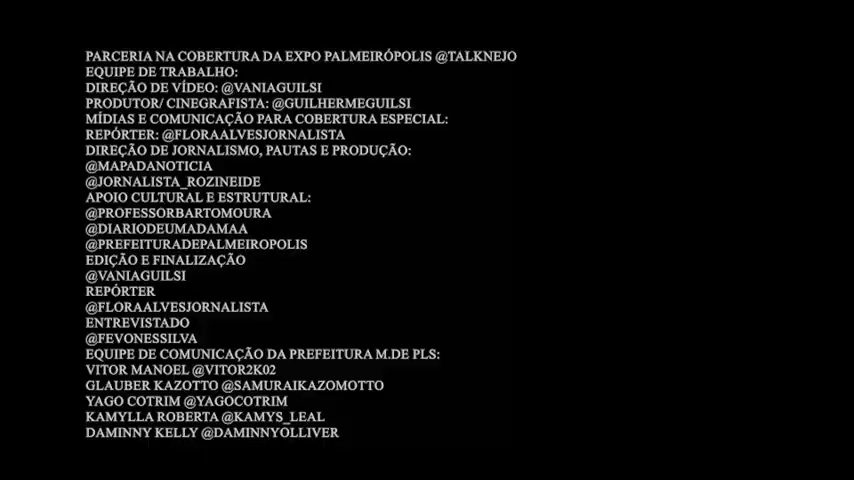 PARCERIA NA COBERTURA DA EXPO PALMEIRÓPOLIS @TALKNEJO
EQUIPE DE TRABALHO:
DIREÇÃO DE VÍDEO: @VANIAGUILSI
PRODUTOR/ CINEGRAFISTA: @GUILHERMEGUILSI
MÍDIAS E COMUNICAÇÃO PARA COBERTURA ESPECIAL:
REPÓRTER: @FLORAALVESJORNALISTA
DIREÇÃO DE JORNALISMO, PAUTAS E PRODUÇÃO:
@MAPADANOTICIA
@JORNALISTA_ROZINEIDE
APOIO CULTURAL E ESTRUTURAL:
@PROFESSORBARTOMOURA
@DIARIODEUMADAMAA
@PREFEITURADEPALMEIROPOLIS
EDIÇÃO E FINALIZAÇÃO
@VANIAGUILSI
REPÓRTER
@FLORAALVESJORNALISTA
ENTREVISTADO
@FEVONESSILVA
EQUIPE DE COMUNICAÇÃO DA PREFEITURA M.DE PLS:
VITOR MANOEL @VITOR2K02
GLAUBER KAZOTTO @SAMURAIKAZOMOTTO
YAGO COTRIM @YAGOCOTRIM
KAMYLLA ROBERTA @KAMYS_LEAL
DAMINNY KELLY @DAMINNYOLLIVER